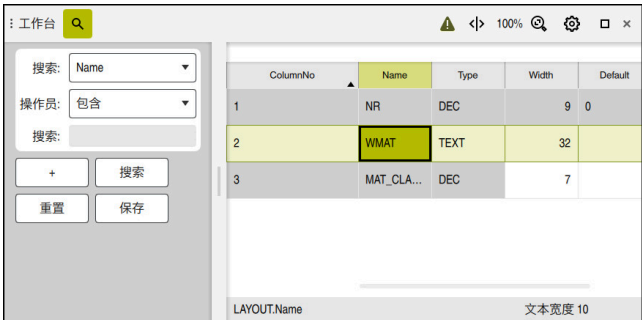 工作台
100%
搜索: Name
操作员: 包含
搜索:
+ 搜索
重置 保存
ColumnNo Name Type Width Default
1 NR DEC 9 0
2 WMAT TEXT 32
3 MAT_CLA... DEC 7
LAYOUT.Name 文本宽度 10